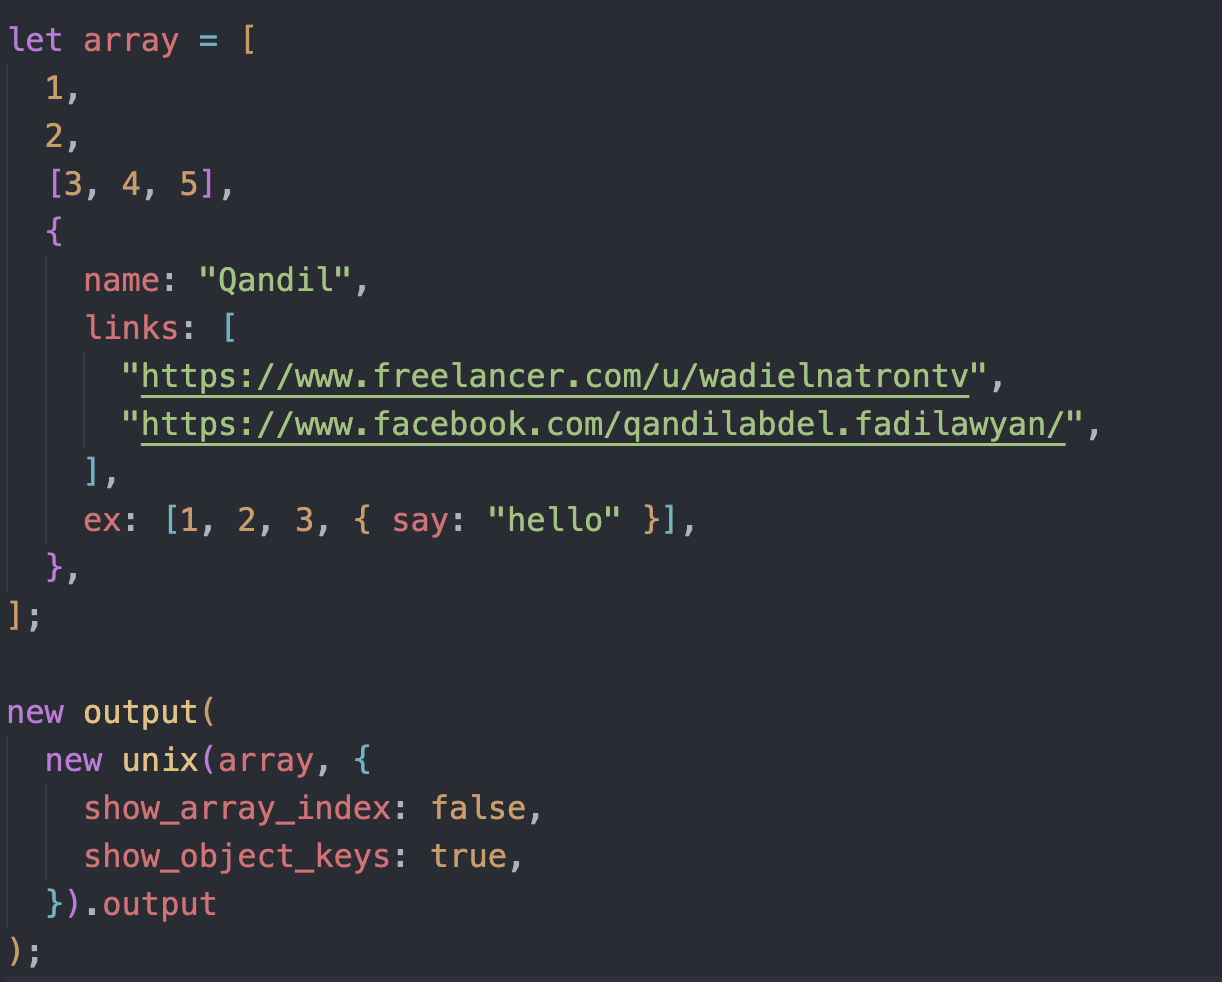 let array = [
  1,
  2,
  [3, 4, 5],
  {
    name: "Qandil",
    links: [
      "https://www.freelancer.com/u/wadielnatrontv",
      "https://www.facebook.com/qandilabdel.fadilawyan/",
    ],
    ex: [1, 2, 3, { say: "hello" }],
  },
];

new output(
  new unix(array, {
    show_array_index: false,
    show_object_keys: true,
  }).output
);